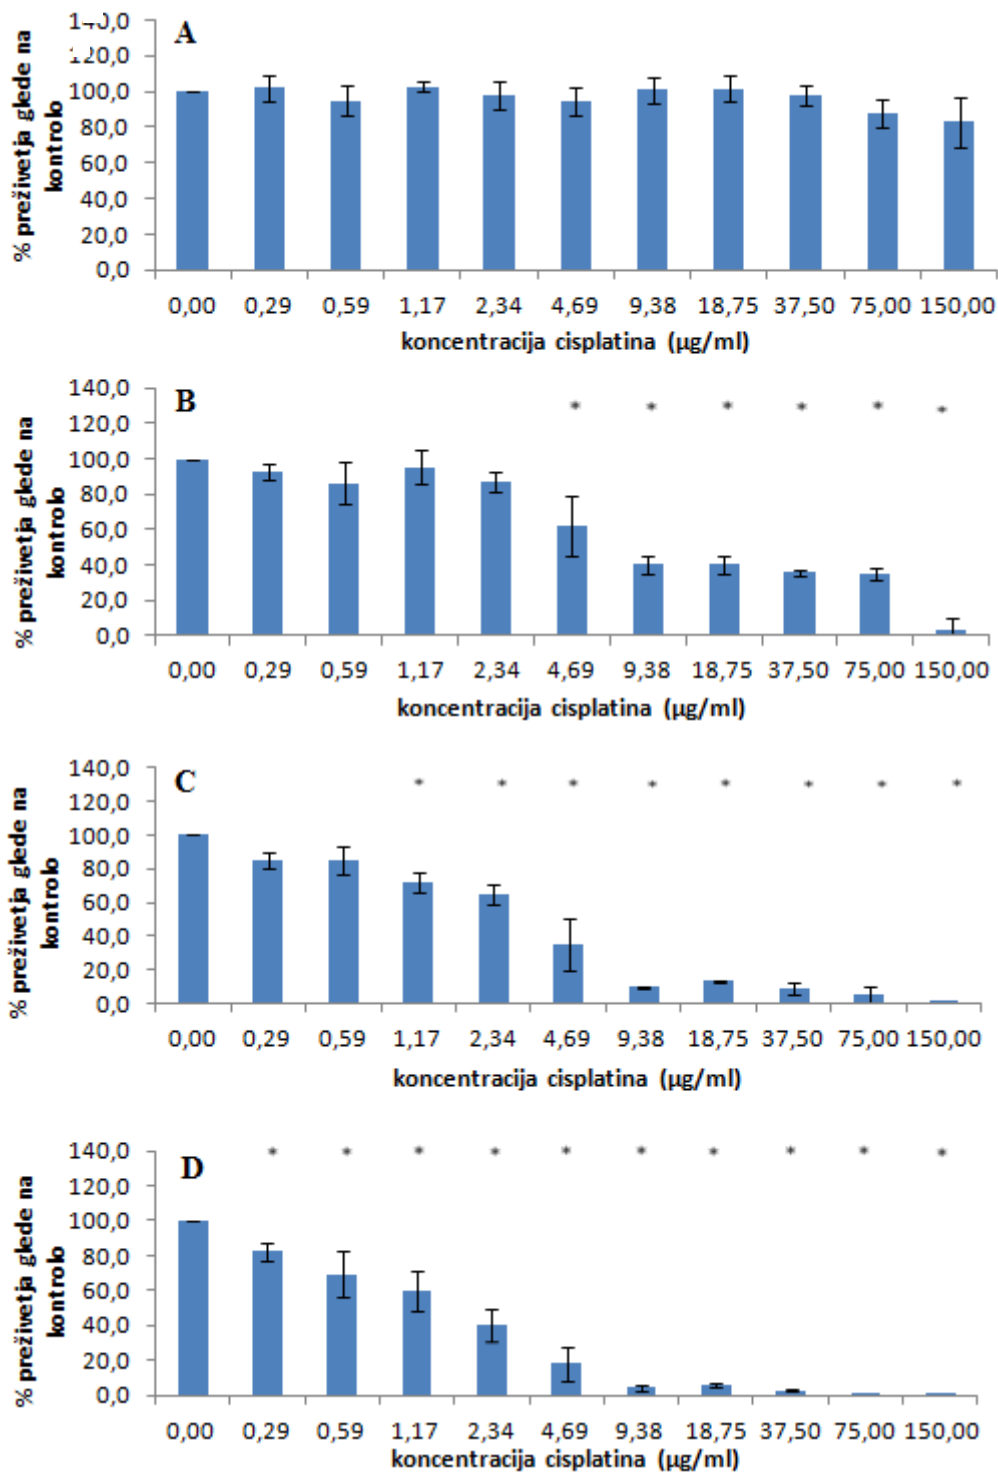 A
% preživetja glede na
kontrolo
120,0
100,0
80,0
60,0
40,0
20,0
0,0
0,00 0,29 0,59 1,17 2,34 4,69 9,38 18,75 37,50 75,00 150,00
koncentracija cisplatina (µg/ml)
B
% preživetja glede na
kontrolo
140,0
120,0
100,0
80,0
60,0
40,0
20,0
0,0
* * * * * *
0,00 0,29 0,59 1,17 2,34 4,69 9,38 18,75 37,50 75,00 150,00
koncentracija cisplatina (µg/ml)
C
% preživetja glede na
kontrolo
140,0
120,0
100,0
80,0
60,0
40,0
20,0
0,0
* * * * * * * *
0,00 0,29 0,59 1,17 2,34 4,69 9,38 18,75 37,50 75,00 150,00
koncentracija cisplatina (µg/ml)
D
% preživetja glede na
kontrolo
140,0
120,0
100,0
80,0
60,0
40,0
20,0
0,0
* * * * * * * * * *
0,00 0,29 0,59 1,17 2,34 4,69 9,38 18,75 37,50 75,00 150,00
koncentracija cisplatina (µg/ml)